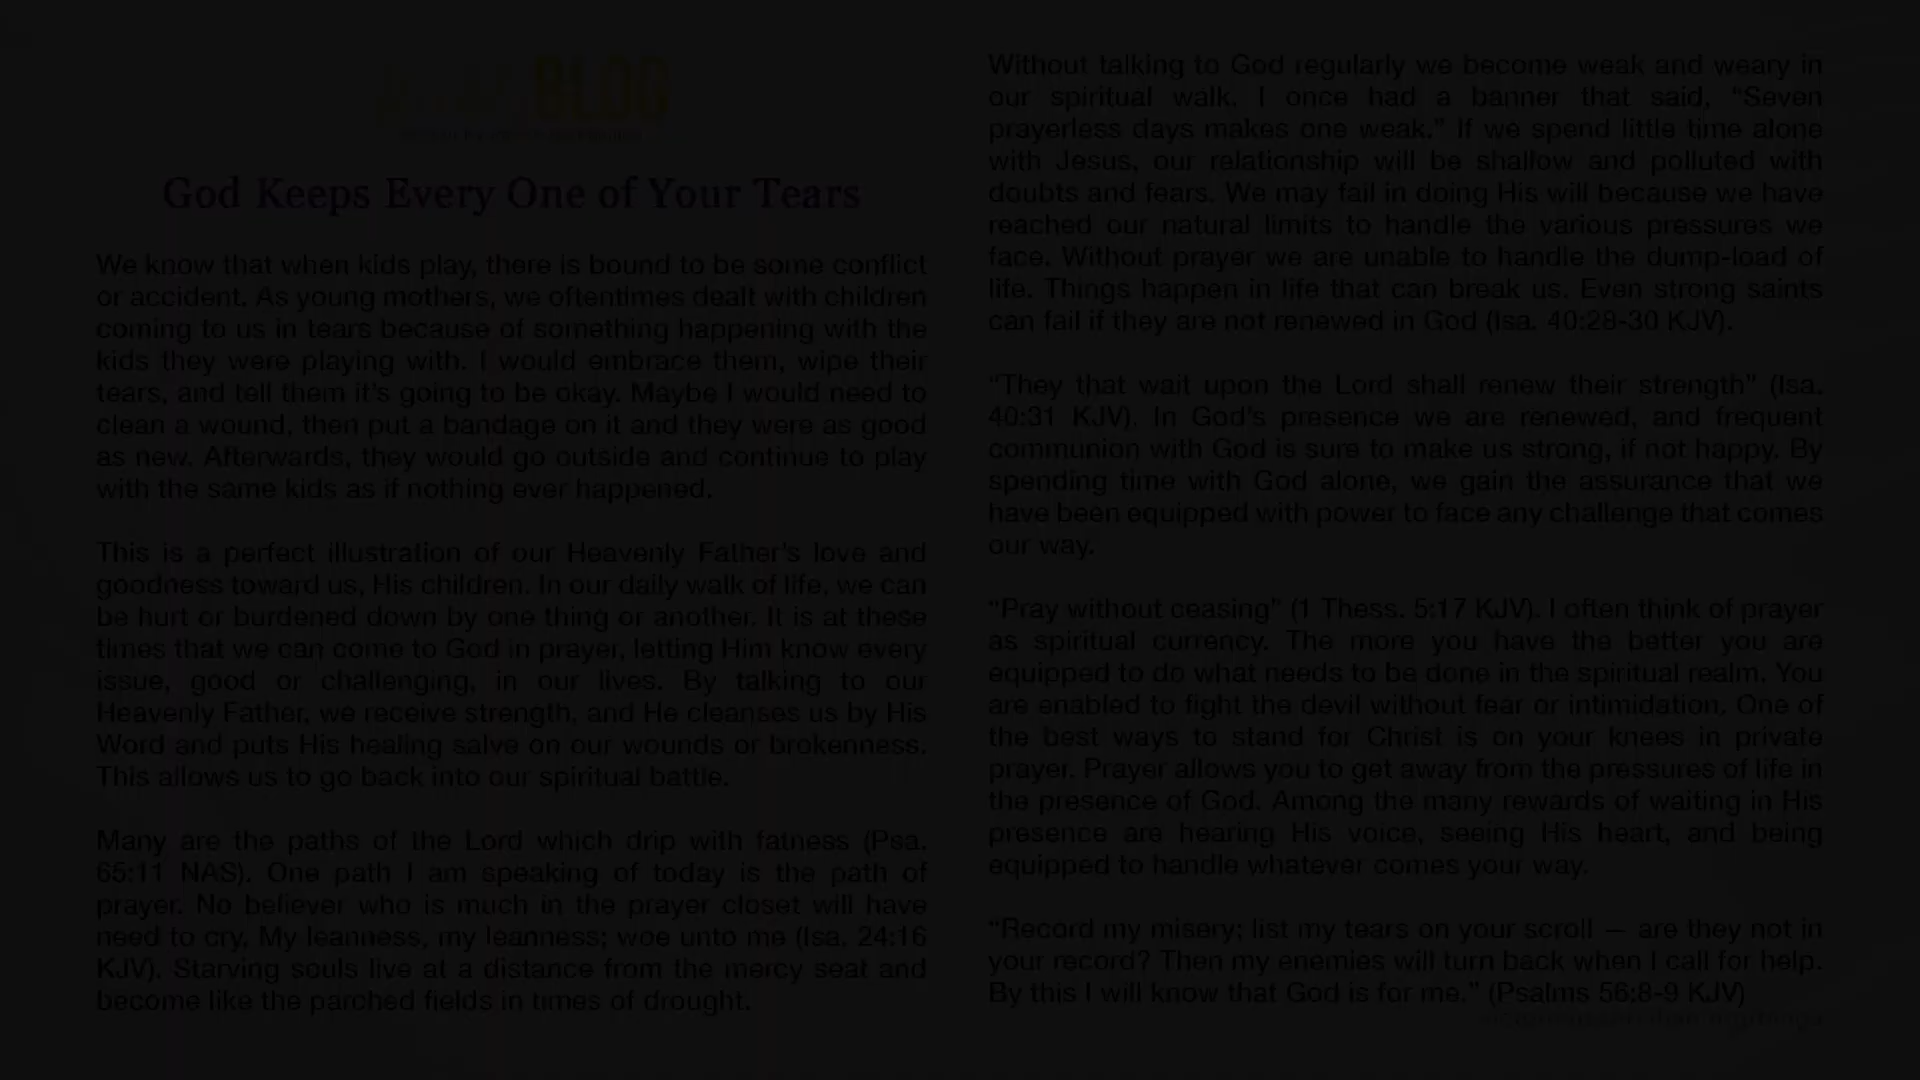 BLOG
God Keeps Every One of Your Tears
We know that when kids play, there is bound to be some conflict
or accident. As young mothers, we oftentimes dealt with children
coming to us in tears because of something happening with the
kids they were playing with. I would embrace them, wipe their
tears, and tell them it's going to be okay. Maybe I would need to
clean a wound, then put a bandage on it and they were as good
as new. Afterwards, they would go outside and continue to play
with the same kids as if nothing ever happened.
This is a perfect illustration of our Heavenly Father's love and
goodness toward us, His children. In our daily walk of life, we can
be hurt or burdened down by one thing or another. It is at these
times that we can come to God in prayer, letting Him know every
issue, good or challenging, in our lives. By talking to our
Heavenly Father, we receive strength, and He cleanses us by His
Word and puts His healing salve on our wounds or brokenness.
This allows us to go back into our spiritual battle.
Many are the paths of the Lord which drip with fatness (Psa.
65:11 NAS). One path I am speaking of today is the path of
prayer. No believer who is much in the prayer closet will have
need to cry, My leanness, my leanness; woe unto me (Isa. 24:16
KJV). Starving souls live at a distance from the mercy seat and
become like the parched fields in times of drought.
Without talking to God regularly we become weak and weary in
our spiritual walk. I once had a banner that said, “Seven
prayerless days makes one weak.” If we spend little time alone
with Jesus, our relationship will be shallow and polluted with
doubts and fears. We may fail in doing His will because we have
reached our natural limits to handle the various pressures we
face. Without prayer we are unable to handle the dump-load of
life. Things happen in life that can break us. Even strong saints
can fail if they are not renewed in God (Isa. 40:28-30 KJV).
“They that wait upon the Lord shall renew their strength” (Isa.
40:31 KJV). In God's presence we are renewed, and frequent
communion with God is sure to make us strong, if not happy. By
spending time with God alone, we gain the assurance that we
have been equipped with power to face any challenge that comes
our way.
“Pray without ceasing” (1 Thess. 5:17 KJV). I often think of prayer
as spiritual currency. The more you have the better you are
equipped to do what needs to be done in the spiritual realm. You
are enabled to fight the devil without fear or intimidation. One of
the best ways to stand for Christ is on your knees in private
prayer. Prayer allows you to get away from the pressures of life in
the presence of God. Among the many rewards of waiting in His
presence are hearing His voice, seeing His heart, and being
equipped to handle whatever comes your way.
“Record my misery; list my tears on your scroll — are they not in
your record? Then my enemies will turn back when I call for help.
By this I will know that God is for me.” (Psalms 56:8-9 KJV)